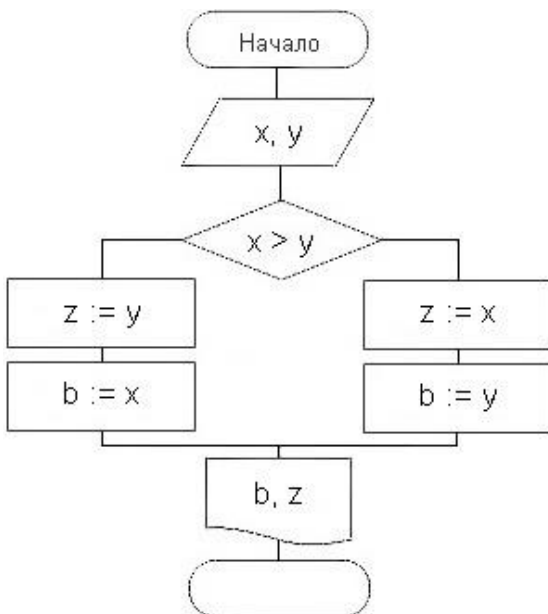 Начало
x, y
x > y
z := y
z := x
b := x
b := y
b, z